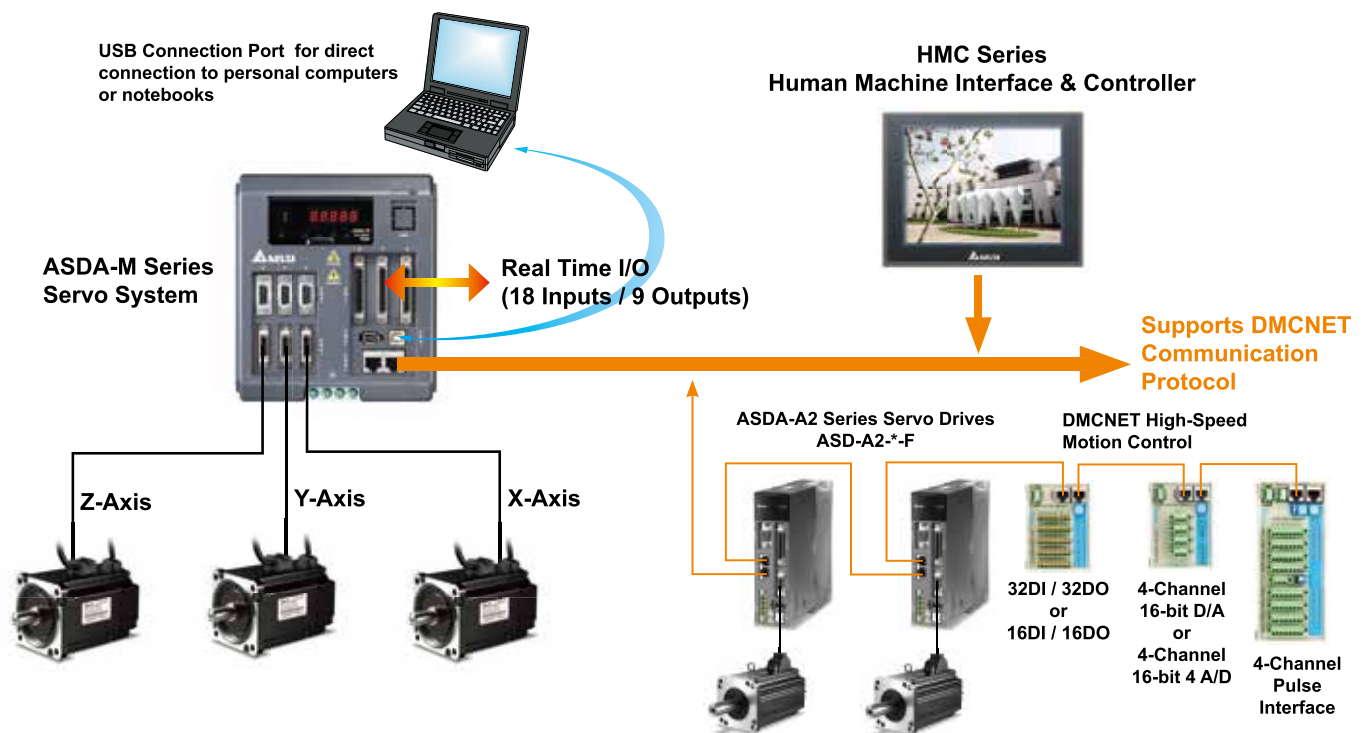 USB Connection Port for direct
connection to personal computers
or notebooks
HMC Series
Human Machine Interface & Controller
ASDA-M Series
Servo System
Real Time I/O
(18 Inputs / 9 Outputs)
Supports DMCNET
Communication
Protocol
ASDA-A2 Series Servo Drives
ASD-A2-*-F
DMCNET High-Speed
Motion Control
Z-Axis
Y-Axis
X-Axis
32DI / 32DO
or
16DI / 16DO
4-Channel
16-bit D/A
or
4-Channel
16-bit 4 A/D
4-Channel
Pulse
Interface
88888
DELTA
DELTA